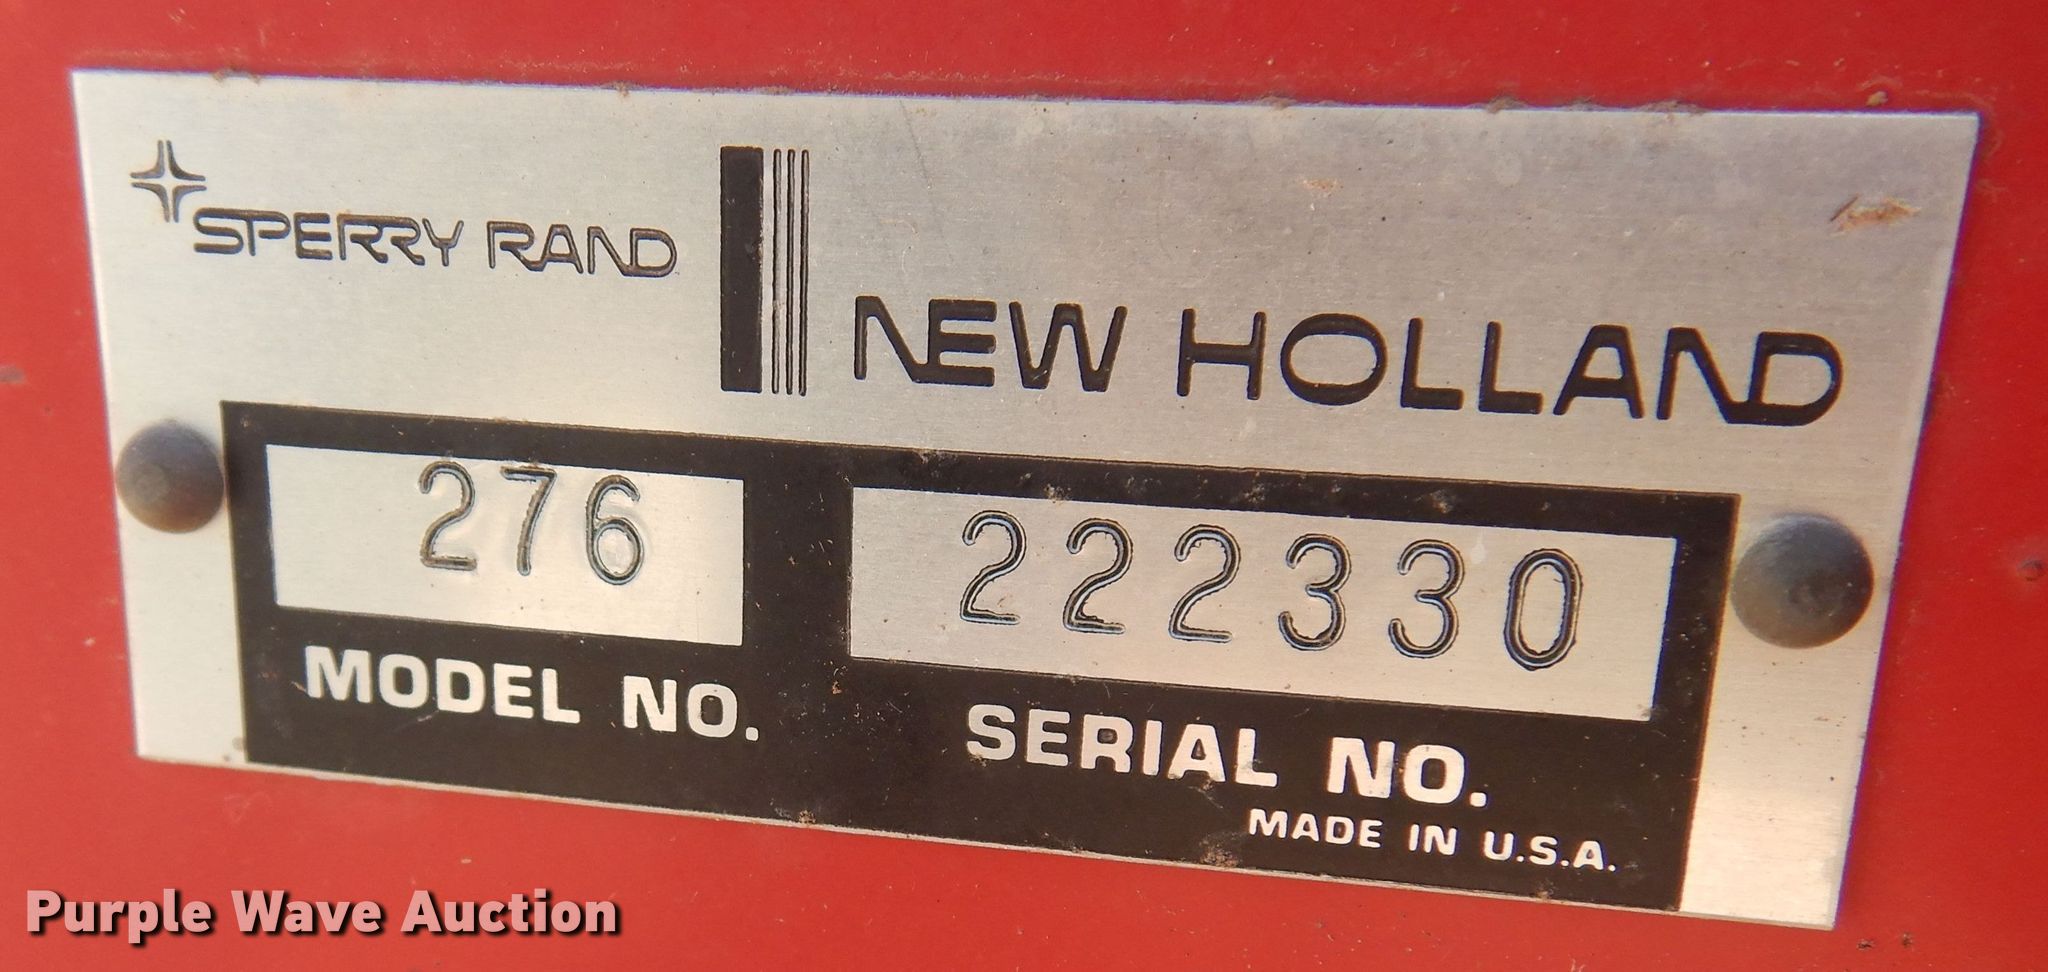 SPERRY RAND
NEW HOLLAND
276
222330
MODEL NO.
SERIAL NO.
MADE IN U.S.A.
Purple Wave Auction